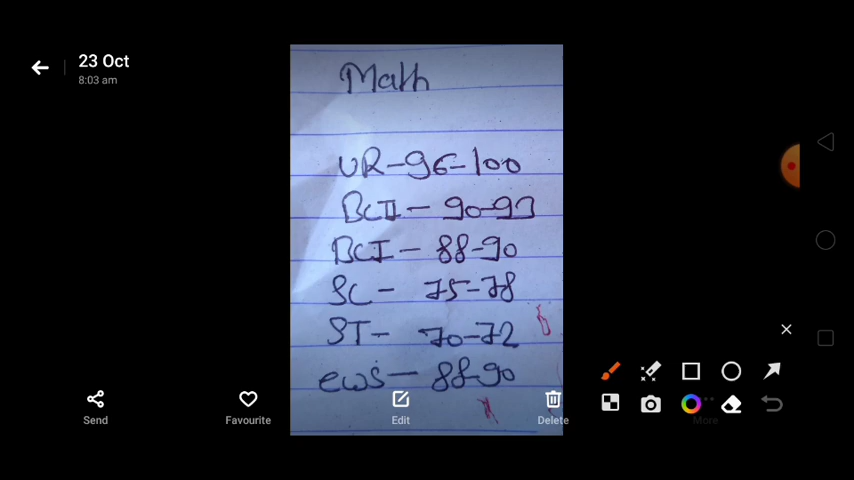 23 Oct
8:03 am
Math
UR-96-100
BCII - 90-93
BCI - 88-90
SC - 75-78
ST - 70-72
ews - 88-90
Send
Favourite
Edit
Delete
More